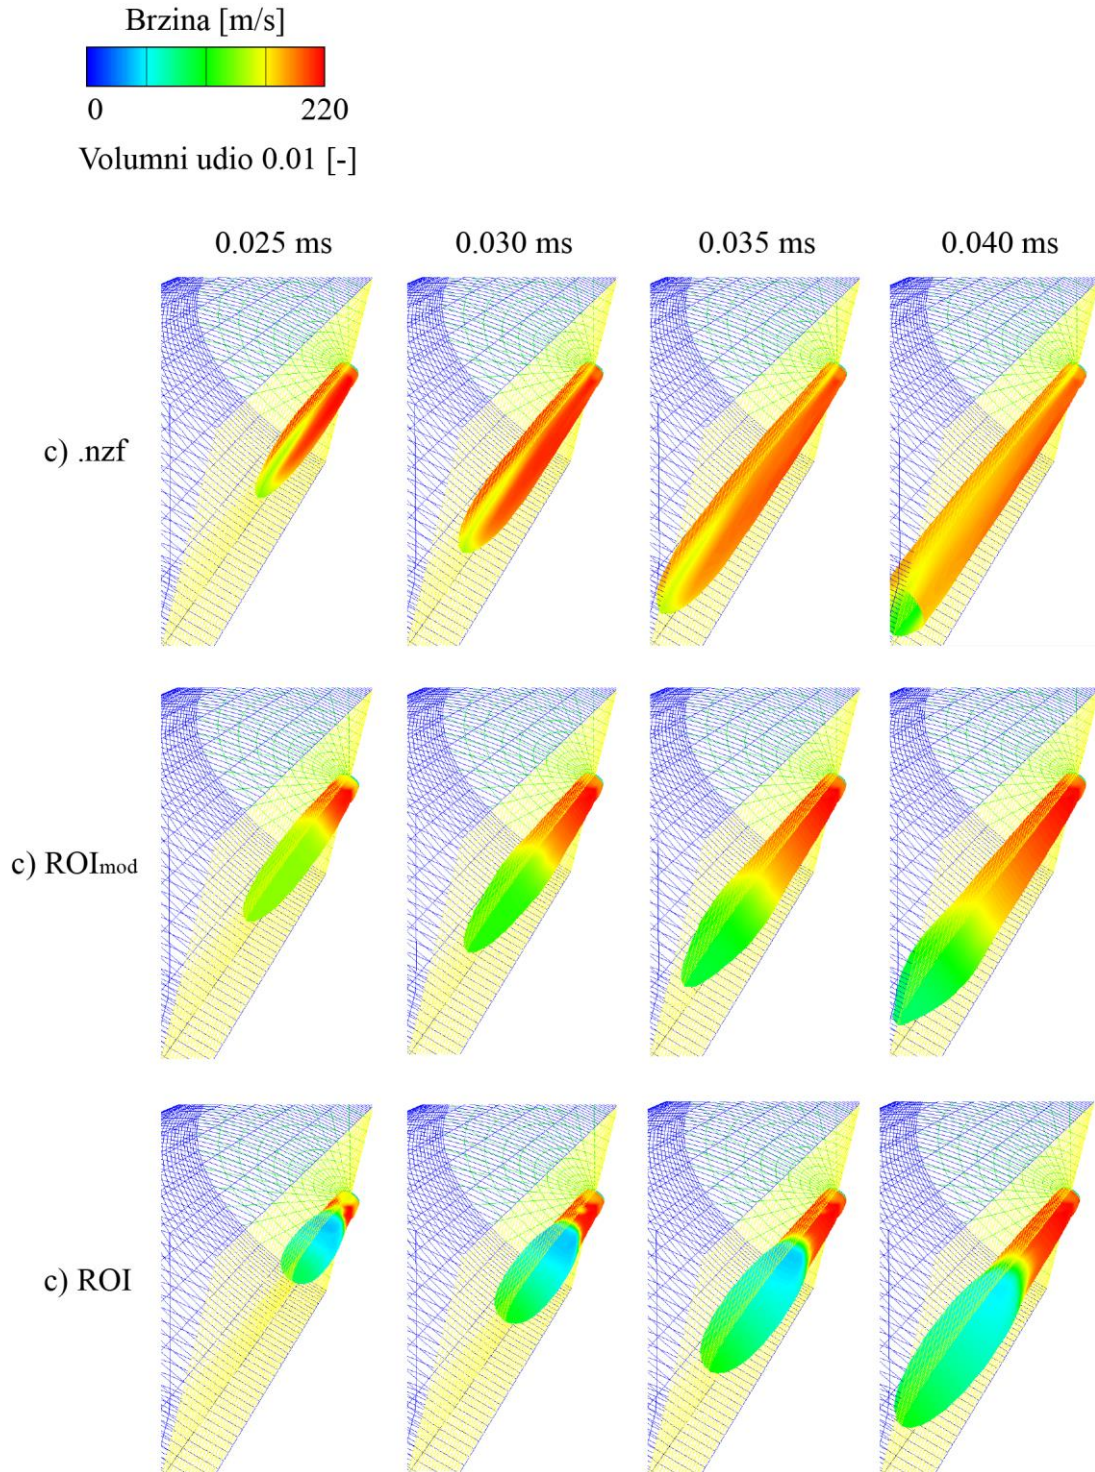 Brzina [m/s]
0 220
Volumni udio 0.01 [-]
0.025 ms 0.030 ms 0.035 ms 0.040 ms
c) .nzf
c) ROImod
c) ROI